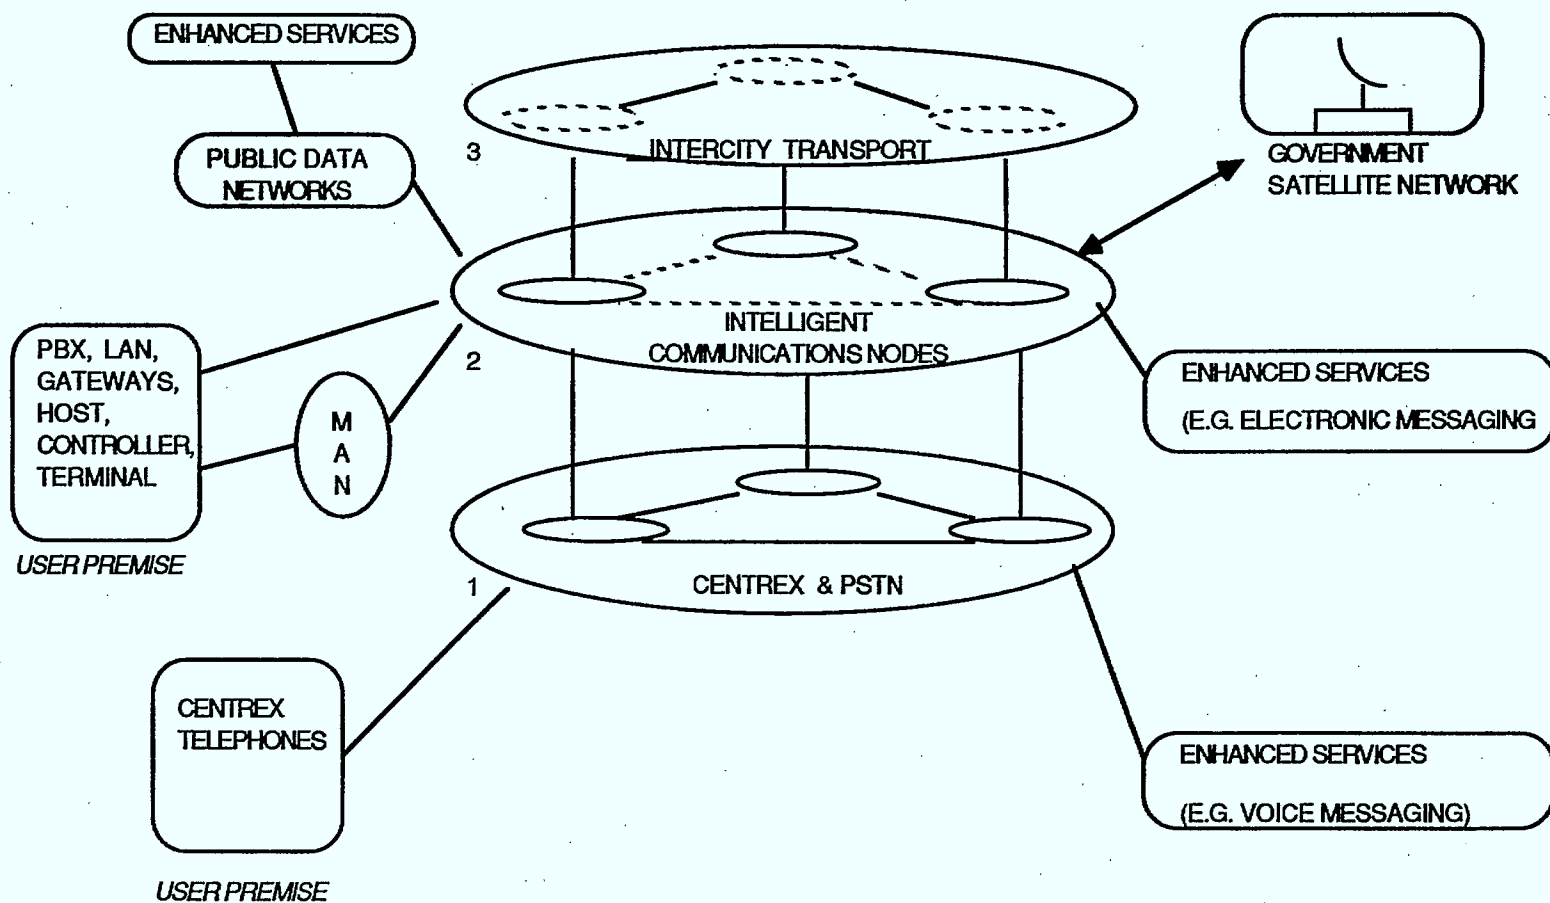 ENHANCED SERVICES
PUBLIC DATA
NETWORKS
3
INTERCITY TRANSPORT
GOVERNMENT
SATELLITE NETWORK
PBX, LAN,
GATEWAYS,
HOST,
CONTROLLER,
TERMINAL
USER PREMISE
M
A
N
2
INTELLIGENT
COMMUNICATIONS NODES
ENHANCED SERVICES
(E.G. ELECTRONIC MESSAGING
1
CENTREX & PSTN
CENTREX
TELEPHONES
USER PREMISE
ENHANCED SERVICES
(E.G. VOICE MESSAGING)